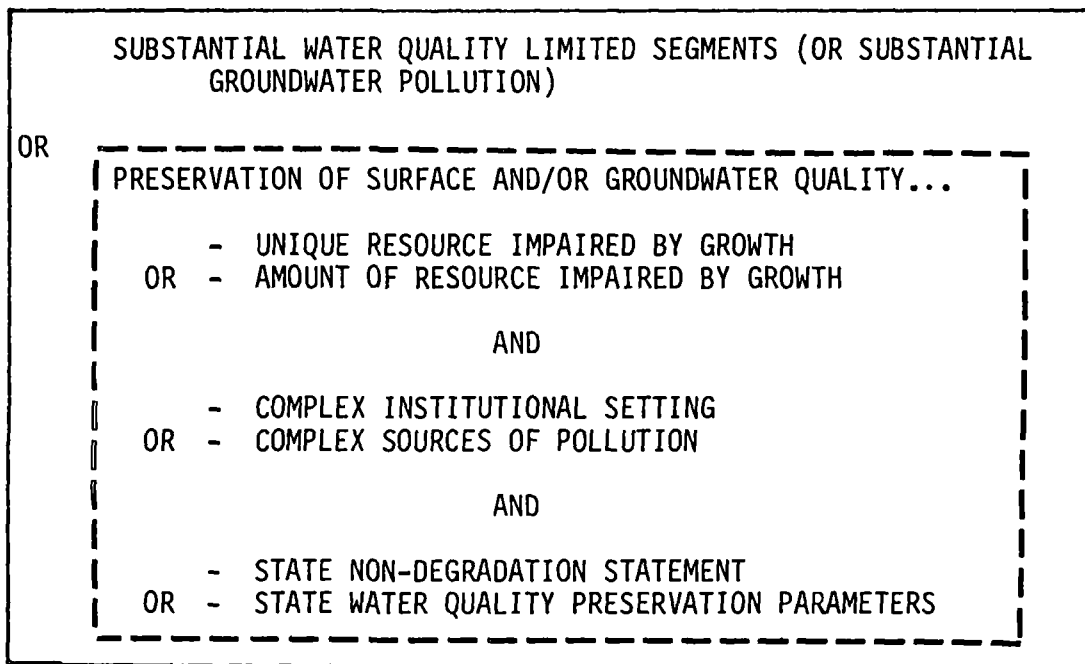 SUBSTANTIAL WATER QUALITY LIMITED SEGMENTS (OR SUBSTANTIAL
GROUNDWATER POLLUTION)
OR
PRESERVATION OF SURFACE AND/OR GROUNDWATER QUALITY...
- UNIQUE RESOURCE IMPAIRED BY GROWTH
OR - AMOUNT OF RESOURCE IMPAIRED BY GROWTH
AND
- COMPLEX INSTITUTIONAL SETTING
OR - COMPLEX SOURCES OF POLLUTION
AND
- STATE NON-DEGRADATION STATEMENT
OR - STATE WATER QUALITY PRESERVATION PARAMETERS